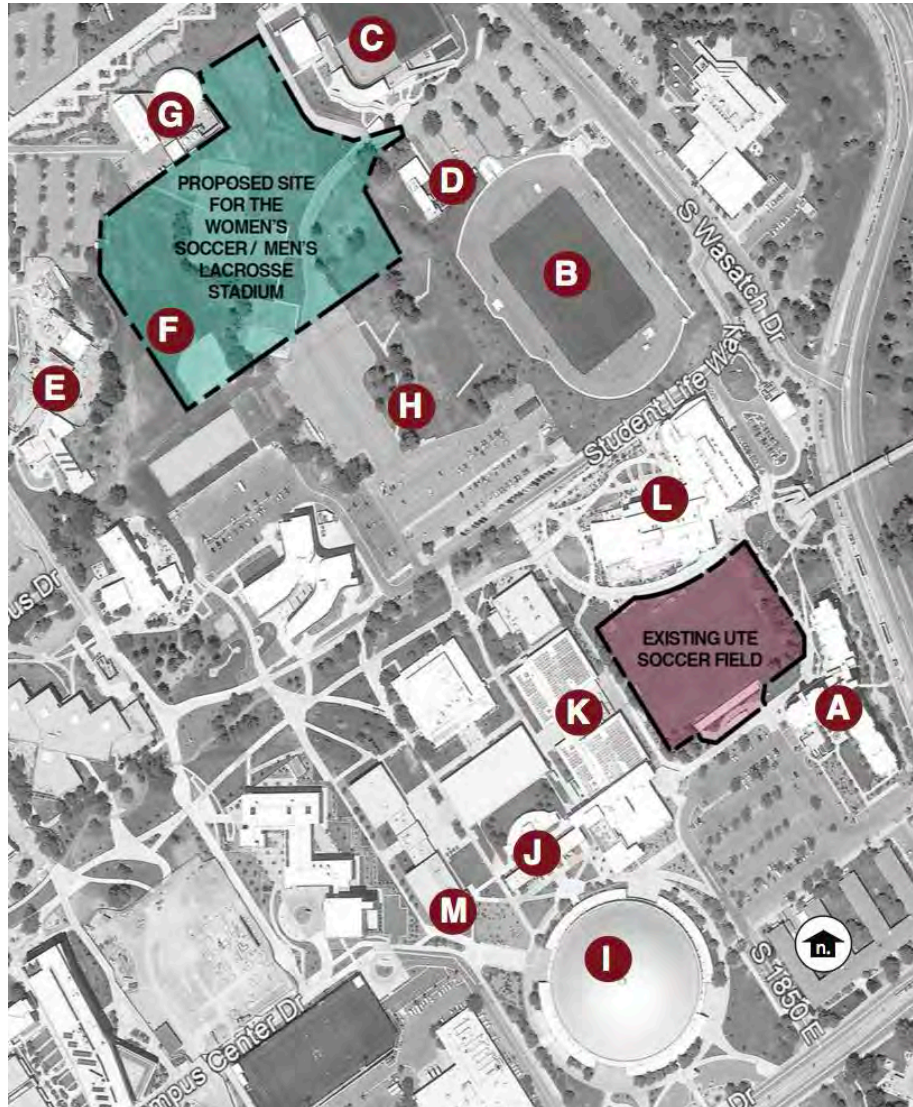 C
G
D
PROPOSED SITE
FOR THE
WOMEN'S
SOCCER / MEN'S
LACROSSE
STADIUM
B
S Wasatch Dr
F
E
H
Student Life Way
L
us Dr
EXISTING UTE
SOCCER FIELD
K
A
J
M
I
n.
S 1850 E
mpus Center Dr
Dr